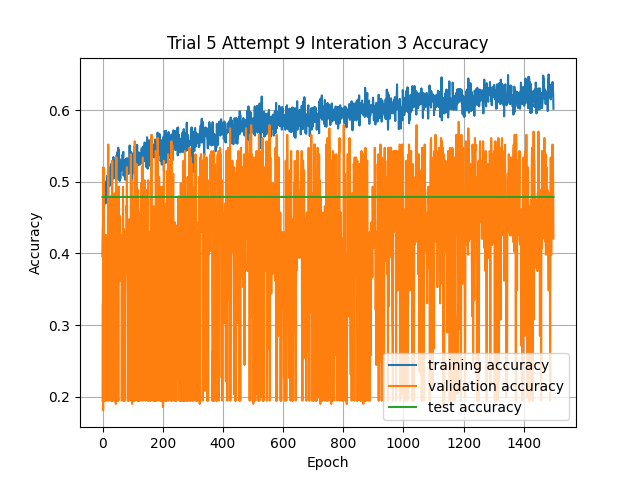 Trial 5 Attempt 9 Interation 3 Accuracy
Accuracy
0.6
0.5
0.4
0.3
0.2
training accuracy
validation accuracy
test accuracy
0 200 400 600 800 1000 1200 1400
Epoch